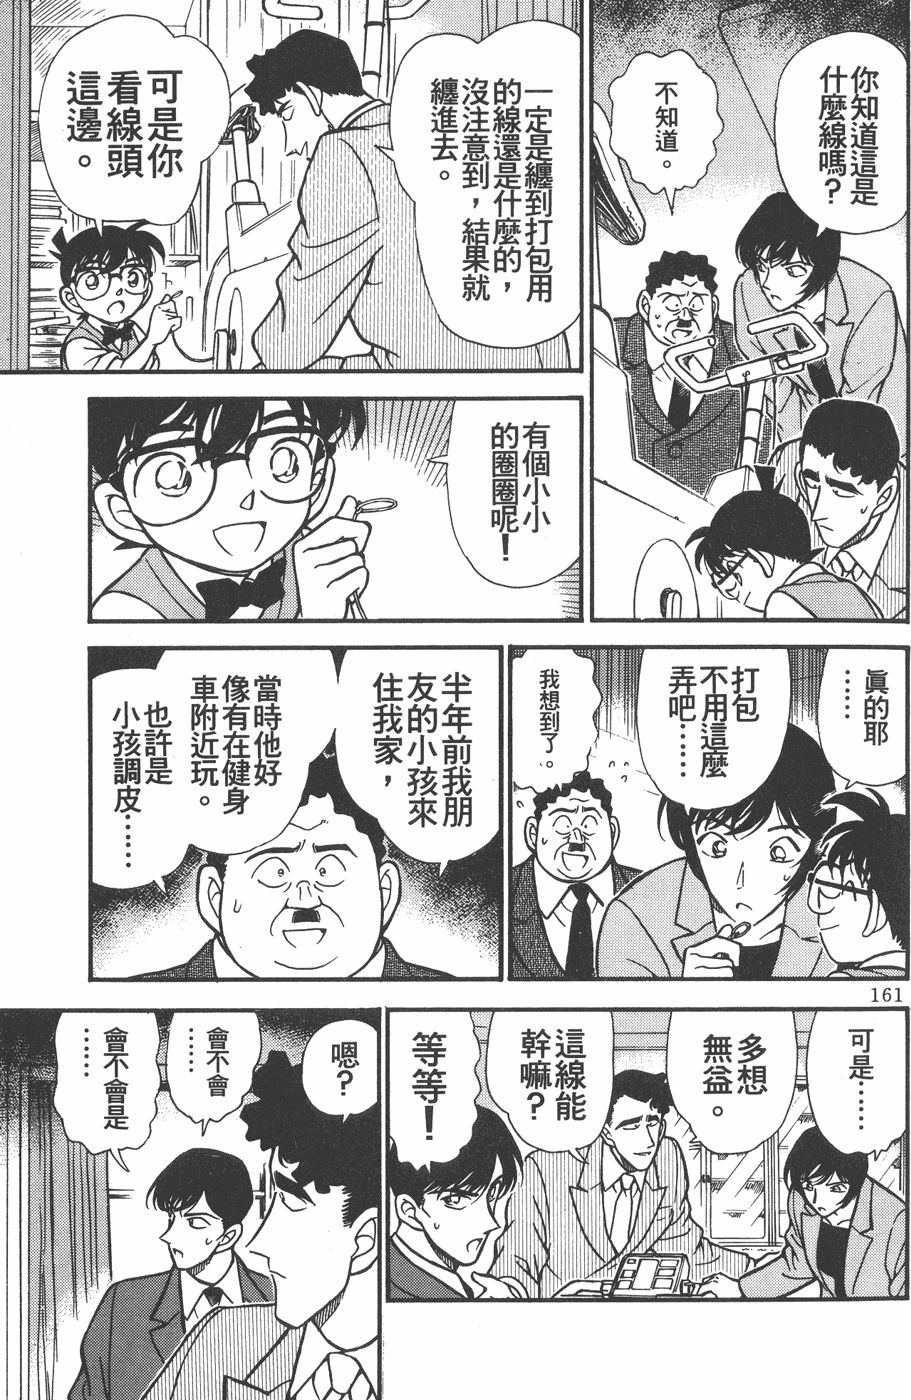 你知道這是
什麼線嗎？
不知道。
一定是纏到打包用
的線還是什麼的，
沒注意到，結果就
纏進去。
可是你
看線頭
這邊。
有個小小
的圈圈呢！
眞的耶
……
打包
不用這麼
弄吧……
我想到了。
半年前我朋
友的小孩來
住我家，
當時他好
像有在健身
車附近玩。
也許是
小孩調皮……
161
可是……
多想
無益。
這線能
幹嘛？
等等！
嗯？
會不會
……
會不會是
……